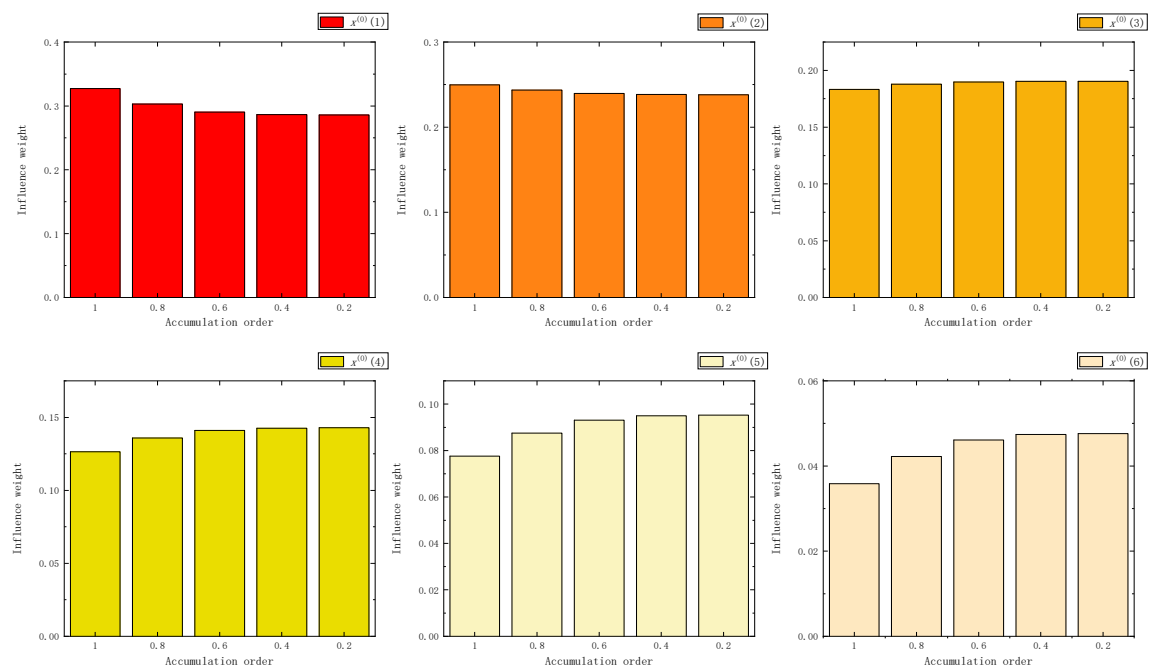 x⁽⁰⁾(1)
0.4
0.3
0.2
0.1
0.0
Influence weight
1 0.8 0.6 0.4 0.2
Accumulation order
x⁽⁰⁾(2)
0.3
0.2
0.1
0.0
Influence weight
1 0.8 0.6 0.4 0.2
Accumulation order
x⁽⁰⁾(3)
0.20
0.15
0.10
0.05
0.00
Influence weight
1 0.8 0.6 0.4 0.2
Accumulation order
x⁽⁰⁾(4)
0.15
0.10
0.05
0.00
Influence weight
1 0.8 0.6 0.4 0.2
Accumulation order
x⁽⁰⁾(5)
0.10
0.08
0.06
0.04
0.02
0.00
Influence weight
1 0.8 0.6 0.4 0.2
Accumulation order
x⁽⁰⁾(6)
0.06
0.04
0.02
0.00
Influence weight
1 0.8 0.6 0.4 0.2
Accumulation order